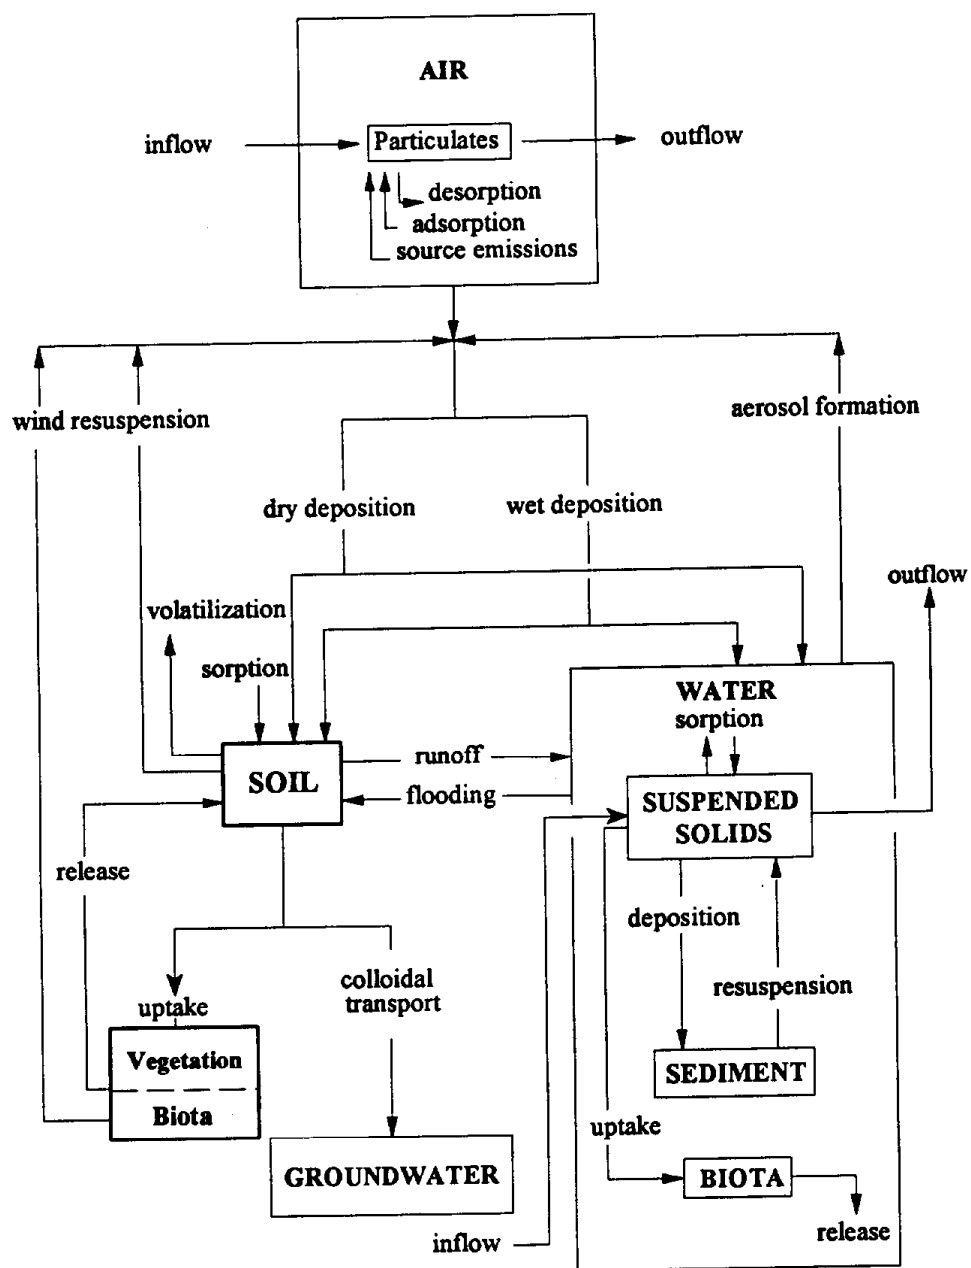 AIR
inflow
Particulates
outflow
desorption
adsorption
source emissions
wind resuspension
aerosol formation
dry deposition
wet deposition
outflow
volatilization
sorption
WATER
sorption
runoff
SOIL
flooding
SUSPENDED
SOLIDS
release
deposition
colloidal
transport
resuspension
uptake
Vegetation
SEDIMENT
Biota
uptake
GROUNDWATER
BIOTA
release
inflow